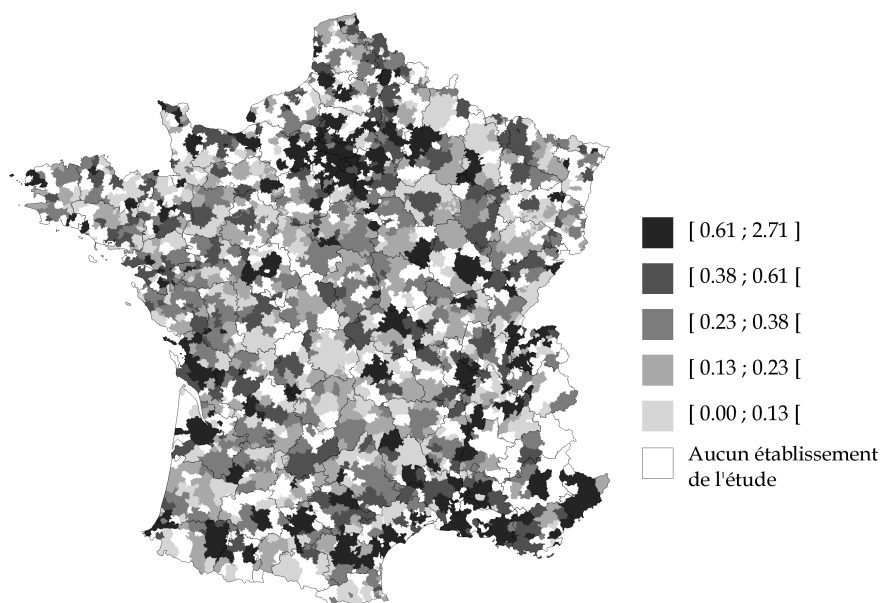 [ 0.61 ; 2.71 ]
[ 0.38 ; 0.61 [
[ 0.23 ; 0.38 [
[ 0.13 ; 0.23 [
[ 0.00 ; 0.13 [
Aucun établissement
de l'étude